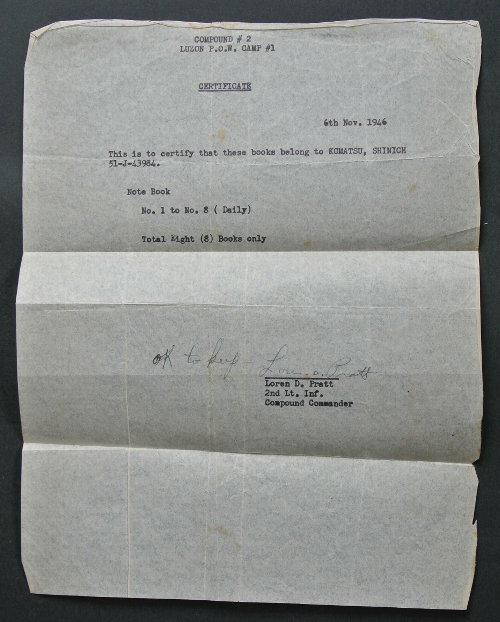 COMPOUND # 2
LUZON P.O.W. CAMP #1
CERTIFICATE
6th Nov. 1946
This is to certify that these books belong to KOMATSU, SHINICH
51-J-43984.
Note Book
No. 1 to No. 8 ( Daily)
Total Eight (8) Books only
OK to keep - Loren D. Pratt
Loren D. Pratt
2nd Lt. Inf.
Compound Commander